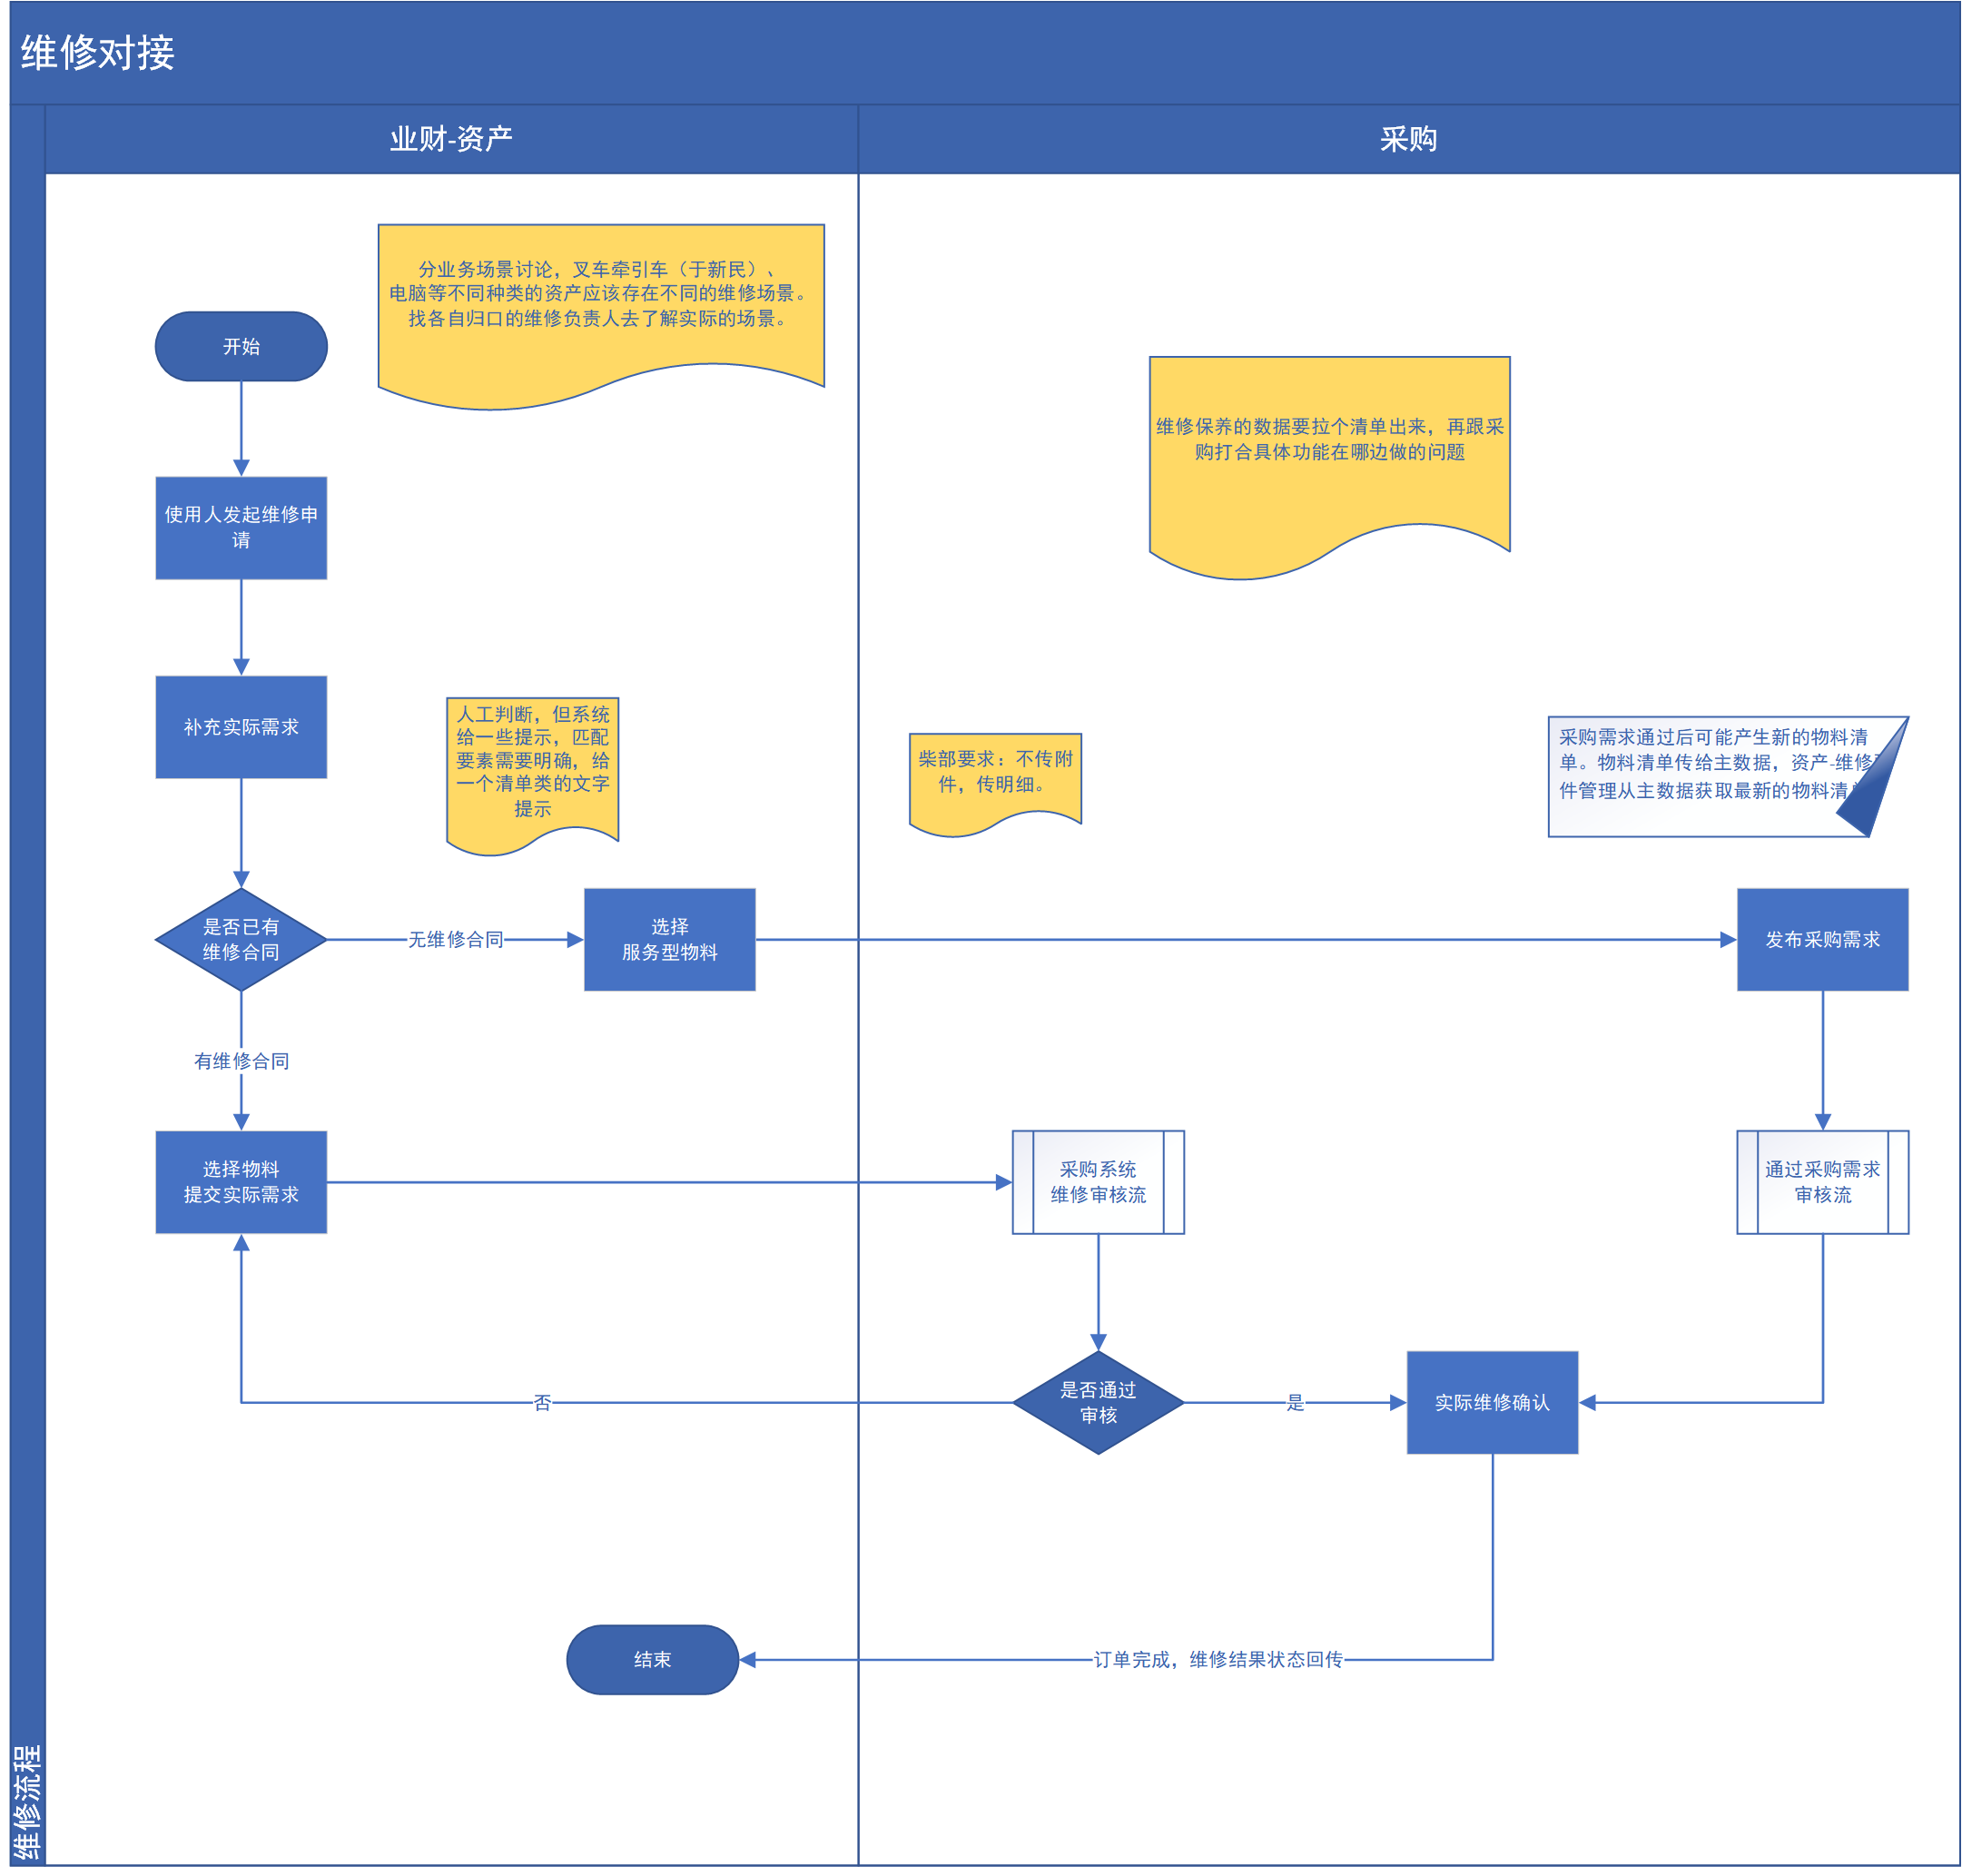 维修对接
业财-资产
采购
分业务场景讨论，叉车牵引车（于新民）、
电脑等不同种类的资产应该存在不同的维修场景。
找各自归口的维修负责人去了解实际的场景。
开始
维修保养的数据要拉个清单出来，再跟采
购打合具体功能在哪边做的问题
使用人发起维修申
请
补充实际需求
人工判断，但系统
给一些提示，匹配
要素需要明确，给
一个清单类的文字
提示
柴部要求：不传附
件，传明细。
采购需求通过后可能产生新的物料清
单。物料清单传给主数据，资产-维修
件管理从主数据获取最新的物料清单
是否已有
维修合同
无维修合同
选择
服务型物料
发布采购需求
有维修合同
选择物料
提交实际需求
采购系统
维修审核流
通过采购需求
审核流
否
是否通过
审核
是
实际维修确认
结束
订单完成，维修结果状态回传
维修流程